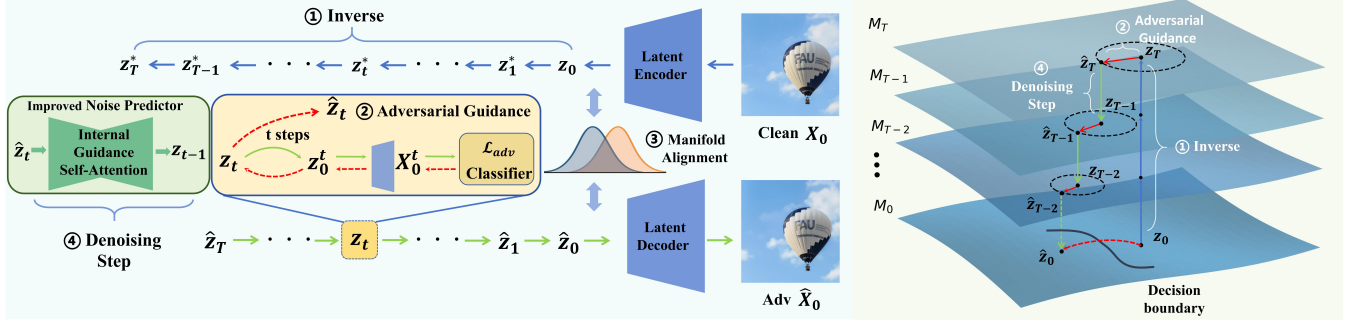 ① Inverse
z*_T ← z*_{T−1} ← · · · ← z*_t ← · · · ← z*_1 ← z_0
Latent
Encoder
FAU
Clean X_0
Improved Noise Predictor
ẑ_t
Internal
Guidance
Self-Attention
z_{t−1}
② Adversarial Guidance
ẑ_t
t steps
z_t
z_0^t
X_0^t
ℒ_adv
Classifier
③ Manifold
Alignment
④ Denoising
Step
ẑ_T → · · · → z_t → · · · → ẑ_1 → ẑ_0
Latent
Decoder
FAU
Adv X̂_0
M_T
② Adversarial
Guidance
ẑ_T
z_T
M_{T−1}
④
Denoising
Step
z_{T−1}
ẑ_{T−1}
M_{T−2}
① Inverse
z_{T−2}
ẑ_{T−2}
M_0
z_0
ẑ_0
Decision
boundary